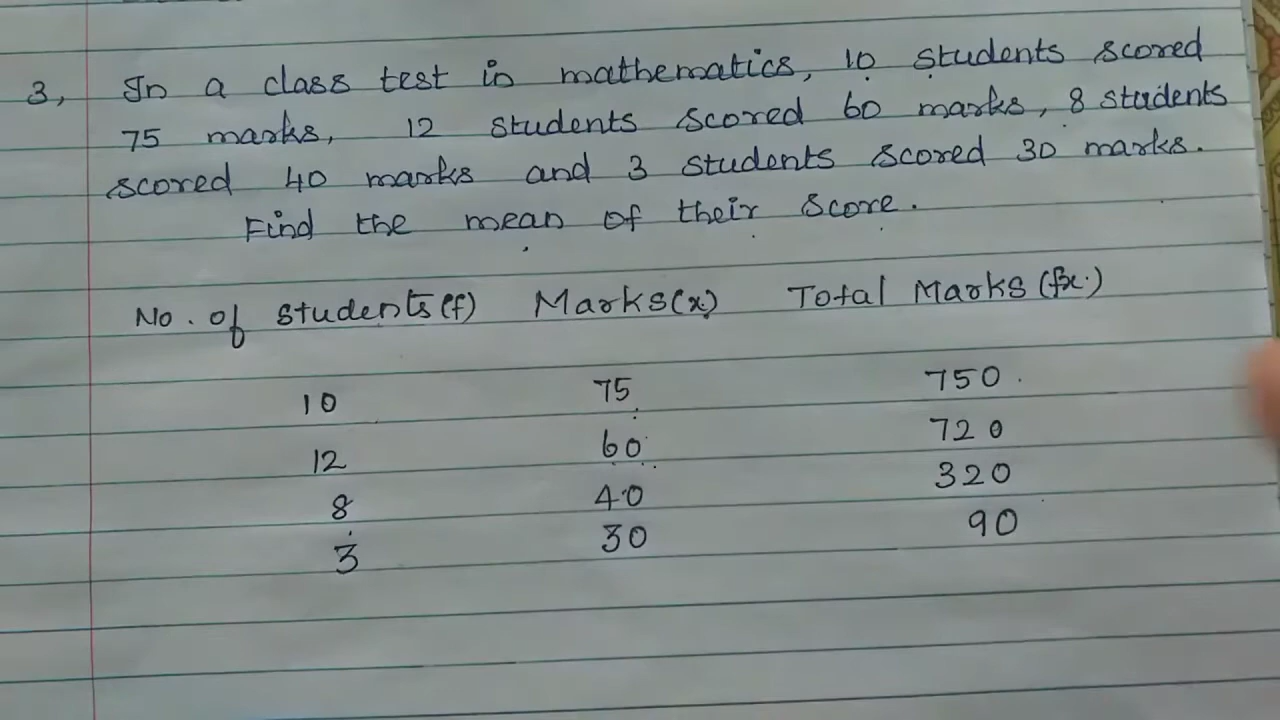 3, In a class test in mathematics, 10 students scored
75 marks, 12 students scored 60 marks, 8 students
scored 40 marks and 3 students scored 30 marks.
Find the mean of their score.
No. of students(f) Marks(x) Total Marks (fx.)
10 75 750
12 60 720
8 40 320
3 30 90